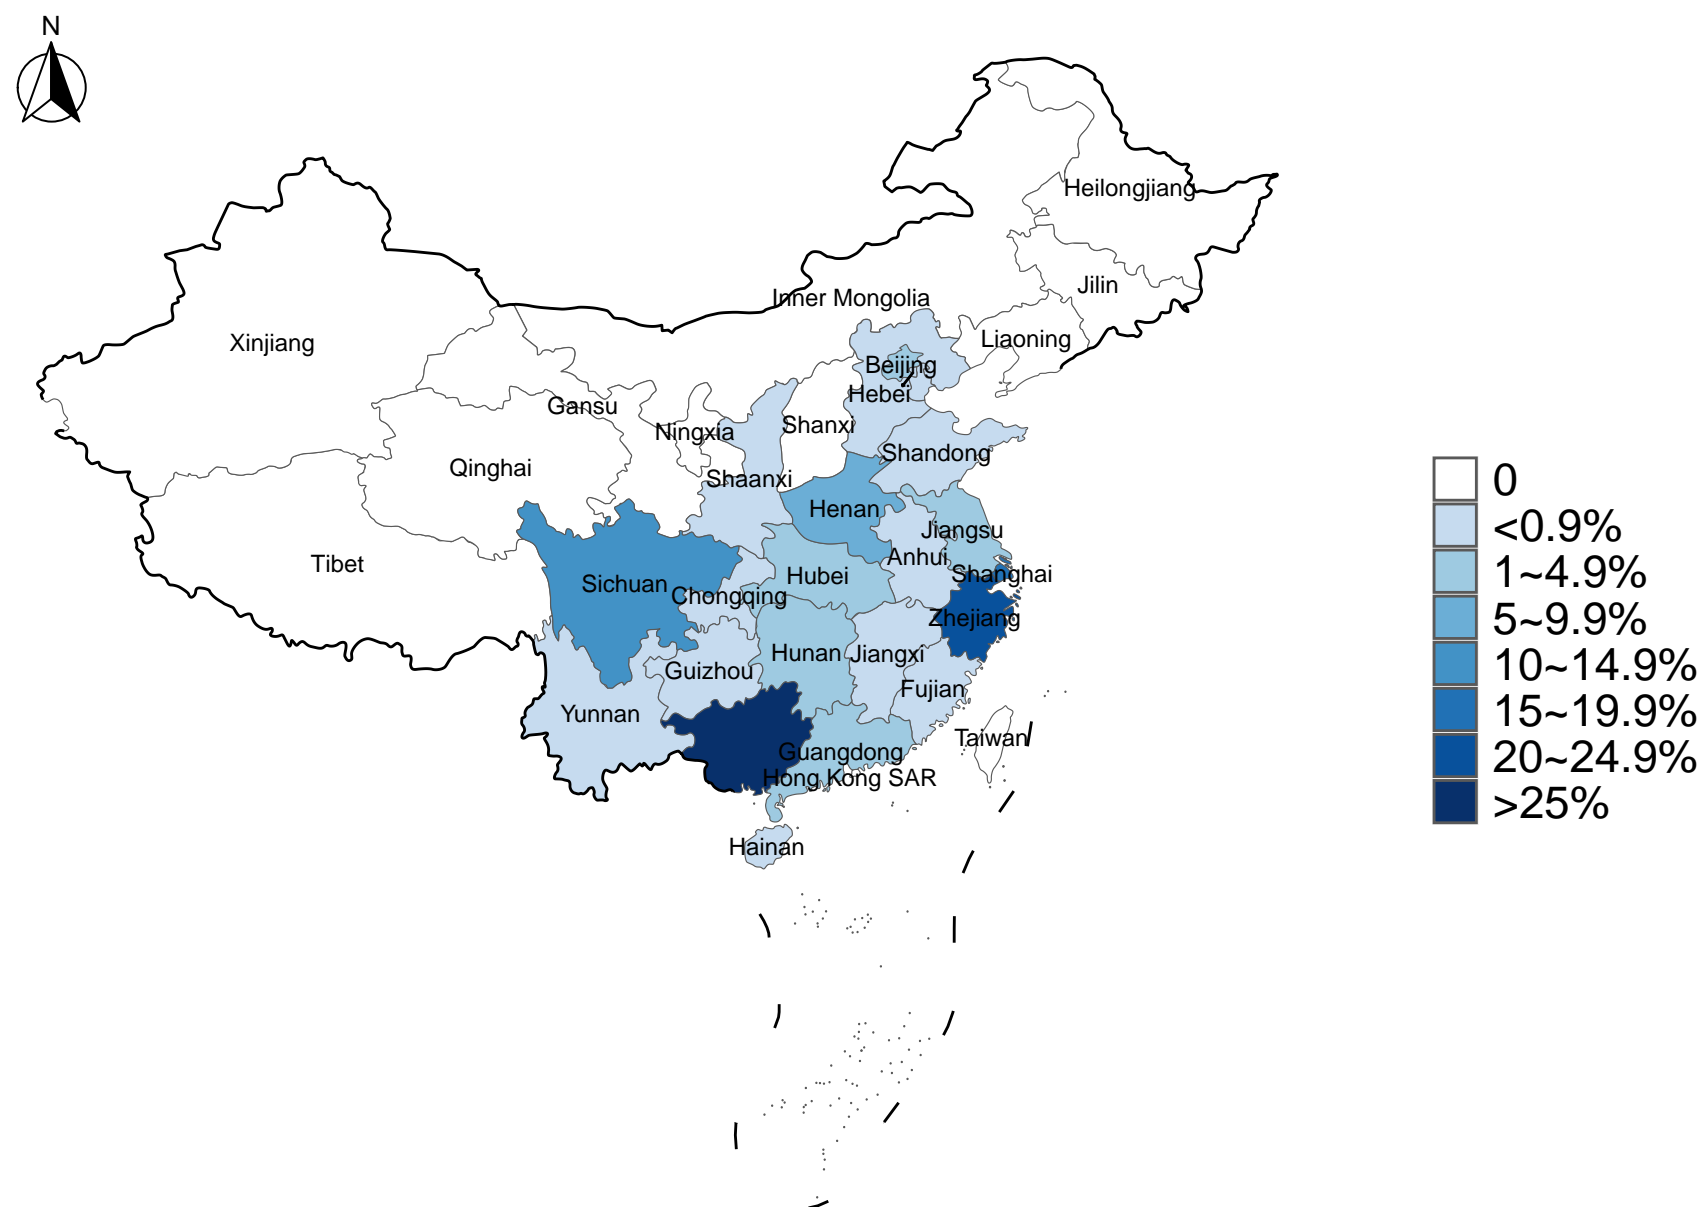 N
Heilongjiang
Jilin
Inner Mongolia
Liaoning
Xinjiang
Beijing
Hebei
Gansu
Shanxi
Ningxia
Shandong
Qinghai
Shaanxi
Henan
Jiangsu
Anhui
Tibet
Shanghai
Hubei
Sichuan
Chongqing
Zhejiang
Hunan
Jiangxi
Guizhou
Fujian
Yunnan
Taiwan
Guangdong
Hong Kong SAR
Hainan
0
<0.9%
1~4.9%
5~9.9%
10~14.9%
15~19.9%
20~24.9%
>25%